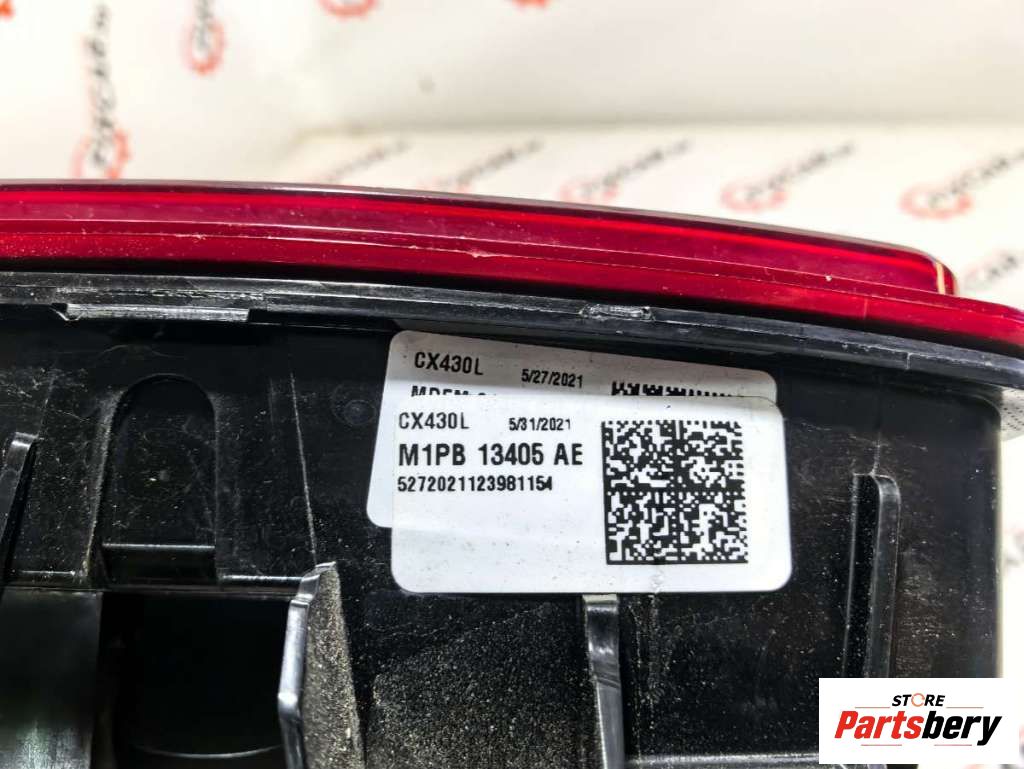 CX430L 5/27/2021
CX430L 5/31/2021
M1PB 13405 AE
5272021123981154
STORE
Partsbery